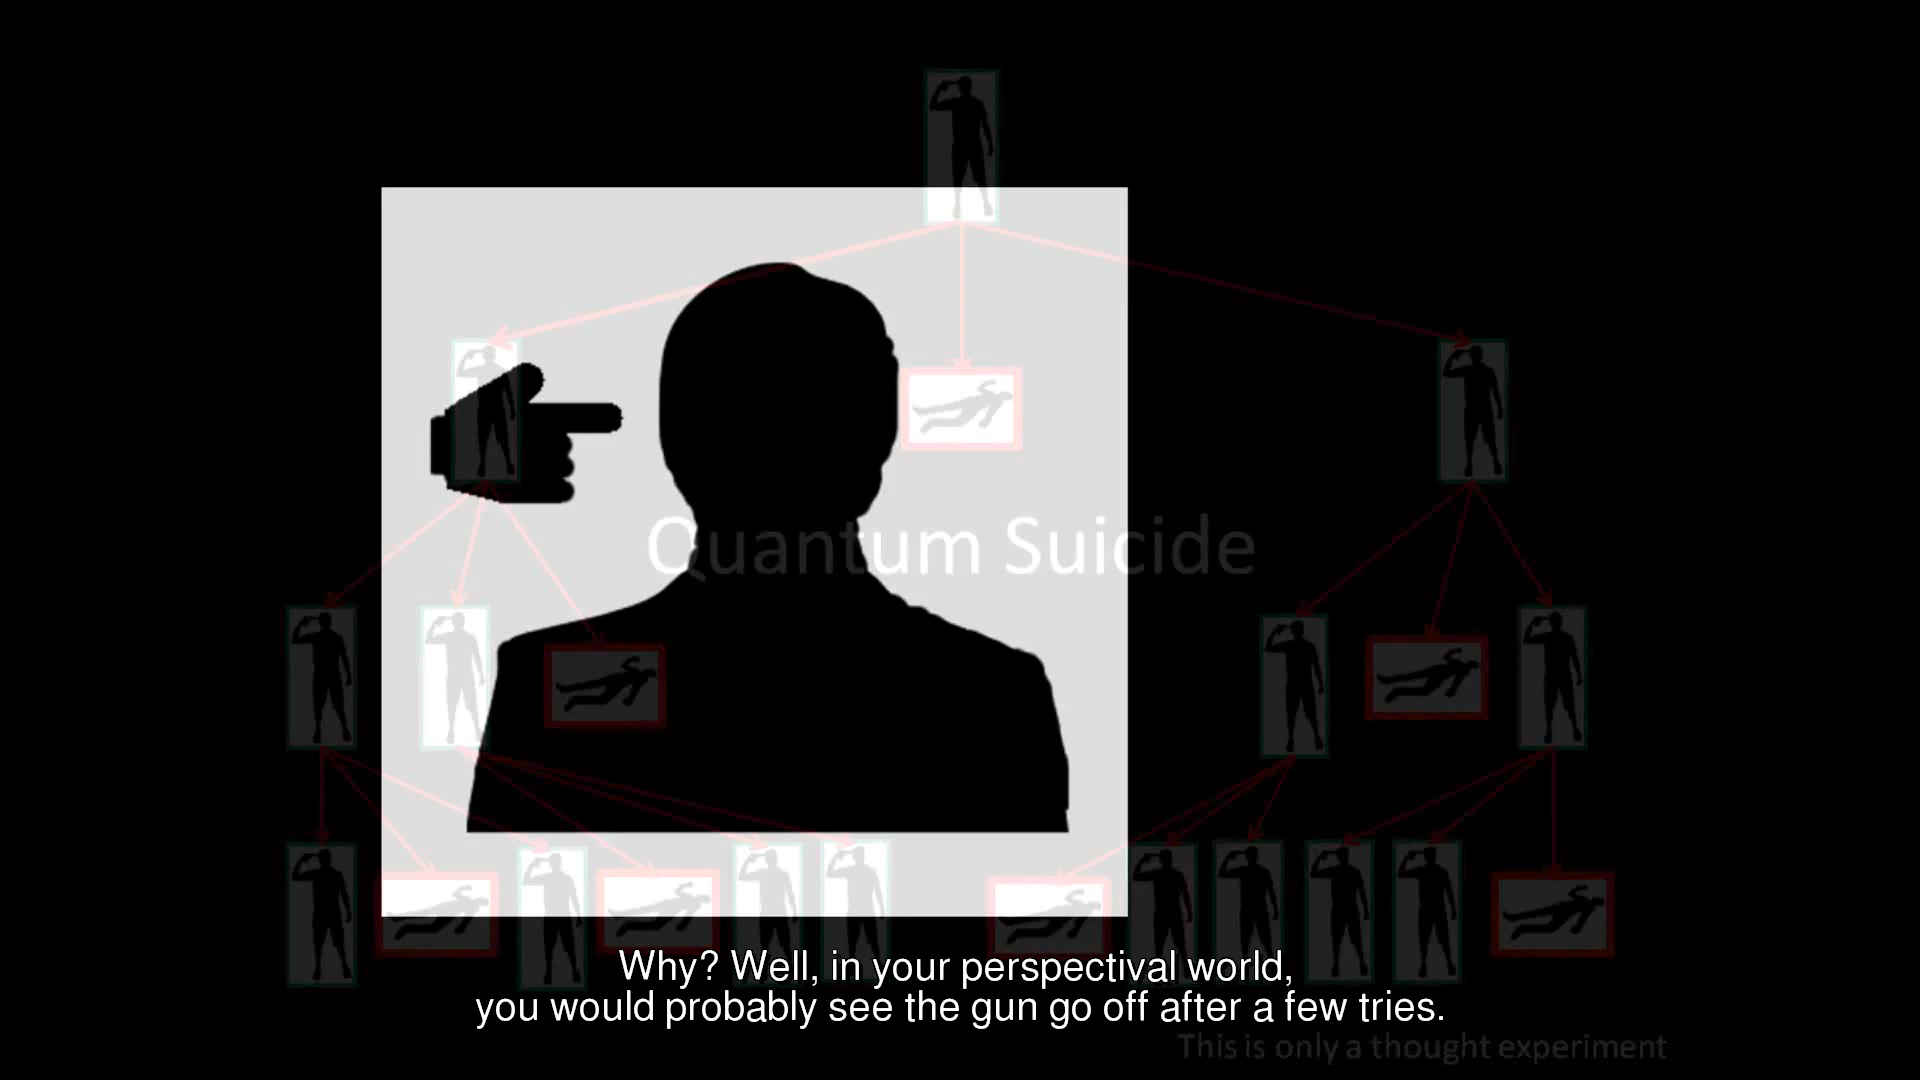 Quantum Suicide
Why? Well, in your perspectival world,
you would probably see the gun go off after a few tries.
This is only a thought experiment